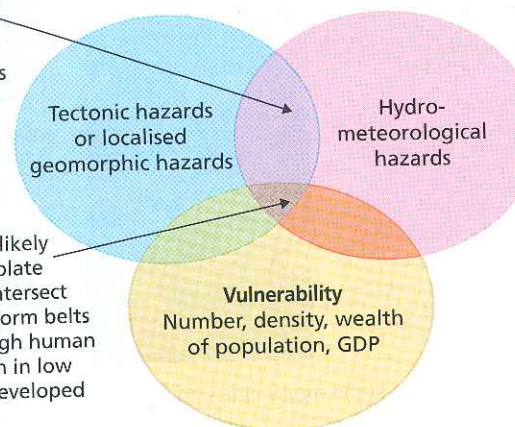 s
Tectonic hazards
or localised
geomorphic hazards
Hydro-
meteorological
hazards
likely
plate
ntersect
orm belts
gh human
n in low
eveloped
Vulnerability
Number, density, wealth
of population, GDP